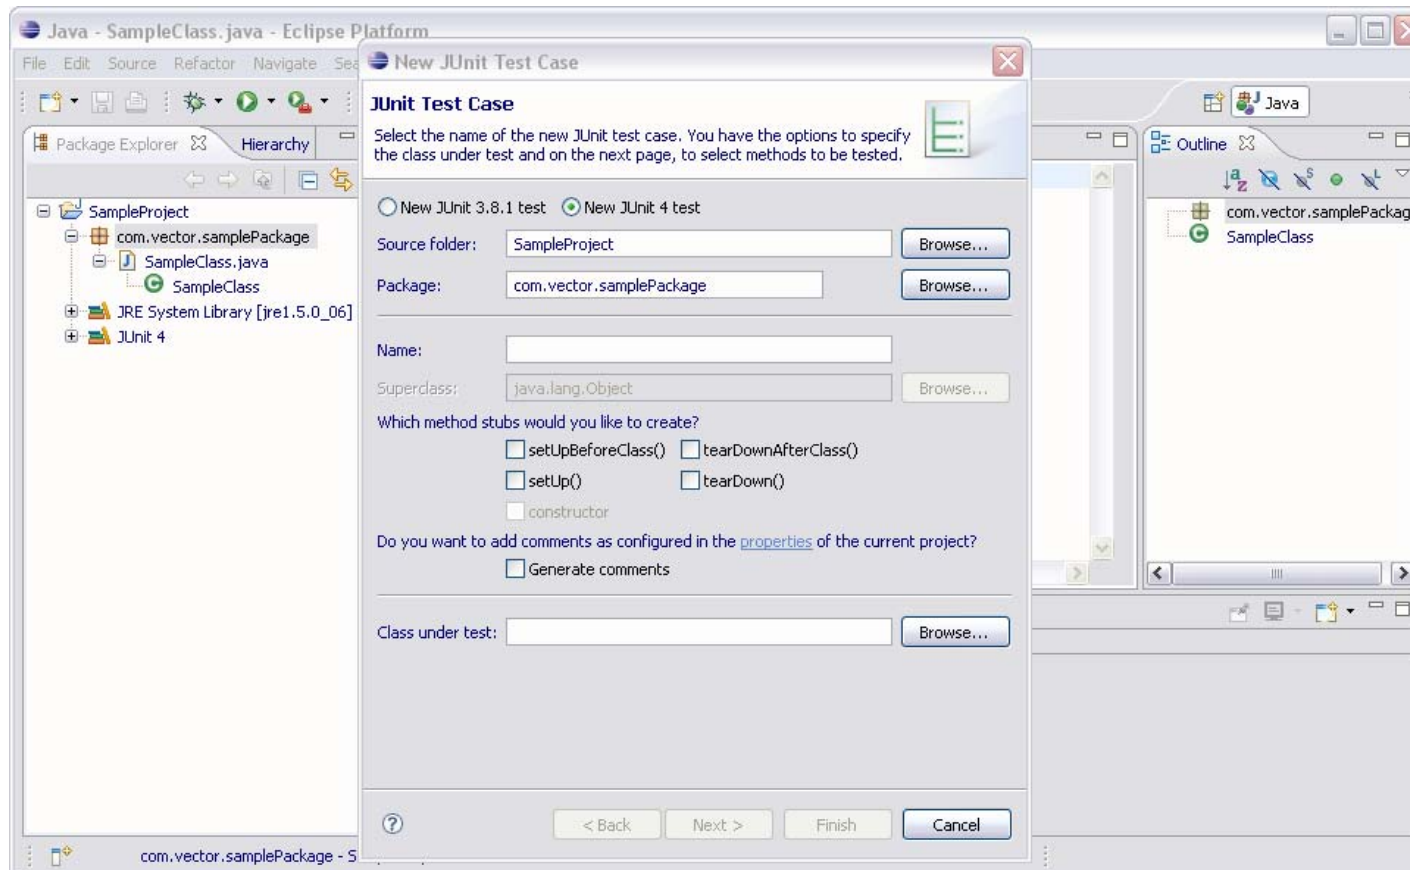 Java - SampleClass.java - Eclipse Platform
File Edit Source Refactor Navigate Sea
Java
Package Explorer Hierarchy
SampleProject
com.vector.samplePackage
SampleClass.java
SampleClass
JRE System Library [jre1.5.0_06]
JUnit 4
New JUnit Test Case
JUnit Test Case
Select the name of the new JUnit test case. You have the options to specify
the class under test and on the next page, to select methods to be tested.
New JUnit 3.8.1 test New JUnit 4 test
Source folder: SampleProject Browse...
Package: com.vector.samplePackage Browse...
Name:
Superclass: java.lang.Object Browse...
Which method stubs would you like to create?
setUpBeforeClass() tearDownAfterClass()
setUp() tearDown()
constructor
Do you want to add comments as configured in the properties of the current project?
Generate comments
Class under test: Browse...
< Back Next > Finish Cancel
Outline
com.vector.samplePackag
SampleClass
com.vector.samplePackage - S